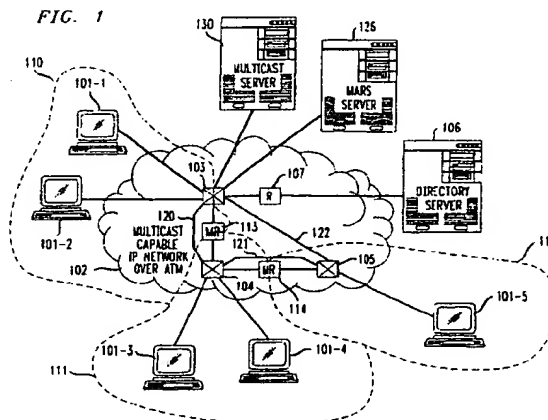 FIG. 1
130
126
110
MULTICAST
SERVER
MARS
SERVER
106
101-1
103
107
R
DIRECTORY
SERVER
120
113
MR
101-2
MULTICAST
CAPABLE
IP NETWORK
OVER ATM
121
122
102
105
MR
104
114
101-5
101-3
101-4
111